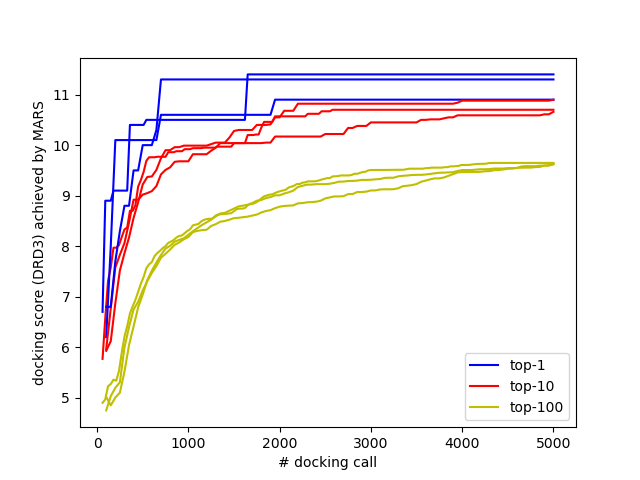 docking score (DRD3) achieved by MARS
11
10
9
8
7
6
5
0 1000 2000 3000 4000 5000
# docking call
top-1
top-10
top-100